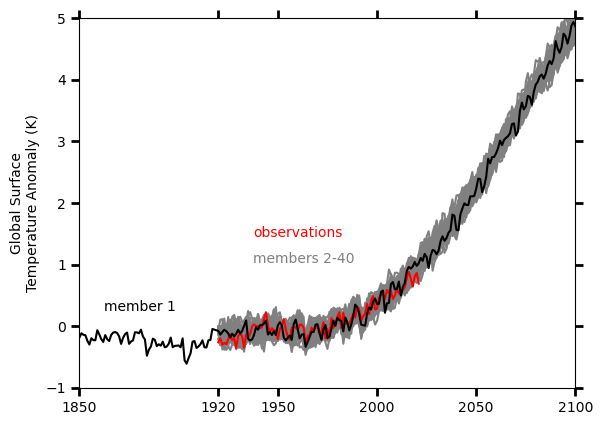 Global Surface
Temperature Anomaly (K)
5
4
3
2
1
0
−1
observations
members 2-40
member 1
1850
1920
1950
2000
2050
2100